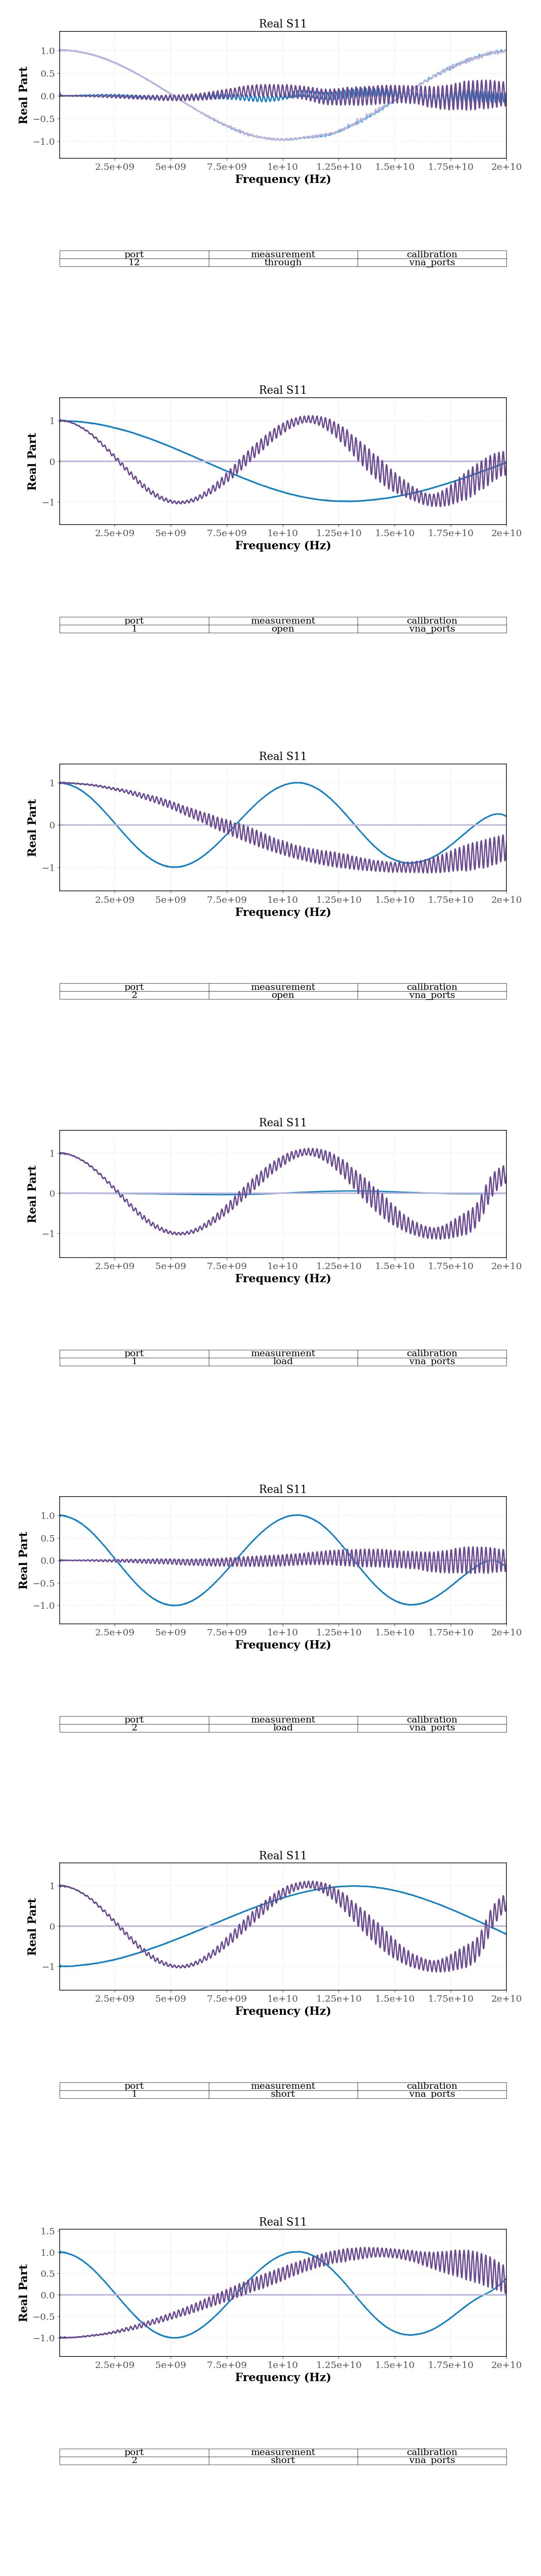 Real S11
1.0
0.5
0.0
−0.5
−1.0
Real Part
2.5e+09 5e+09 7.5e+09 1e+10 1.25e+10 1.5e+10 1.75e+10 2e+10
Frequency (Hz)
port measurement calibration
12 through vna_ports
Real S11
1
0
−1
Real Part
2.5e+09 5e+09 7.5e+09 1e+10 1.25e+10 1.5e+10 1.75e+10 2e+10
Frequency (Hz)
port measurement calibration
1 open vna_ports
Real S11
1
0
−1
Real Part
2.5e+09 5e+09 7.5e+09 1e+10 1.25e+10 1.5e+10 1.75e+10 2e+10
Frequency (Hz)
port measurement calibration
2 open vna_ports
Real S11
1
0
−1
Real Part
2.5e+09 5e+09 7.5e+09 1e+10 1.25e+10 1.5e+10 1.75e+10 2e+10
Frequency (Hz)
port measurement calibration
1 load vna_ports
Real S11
1.0
0.5
0.0
−0.5
−1.0
Real Part
2.5e+09 5e+09 7.5e+09 1e+10 1.25e+10 1.5e+10 1.75e+10 2e+10
Frequency (Hz)
port measurement calibration
2 load vna_ports
Real S11
1
0
−1
Real Part
2.5e+09 5e+09 7.5e+09 1e+10 1.25e+10 1.5e+10 1.75e+10 2e+10
Frequency (Hz)
port measurement calibration
1 short vna_ports
Real S11
1.5
1.0
0.5
0.0
−0.5
−1.0
Real Part
2.5e+09 5e+09 7.5e+09 1e+10 1.25e+10 1.5e+10 1.75e+10 2e+10
Frequency (Hz)
port measurement calibration
2 short vna_ports